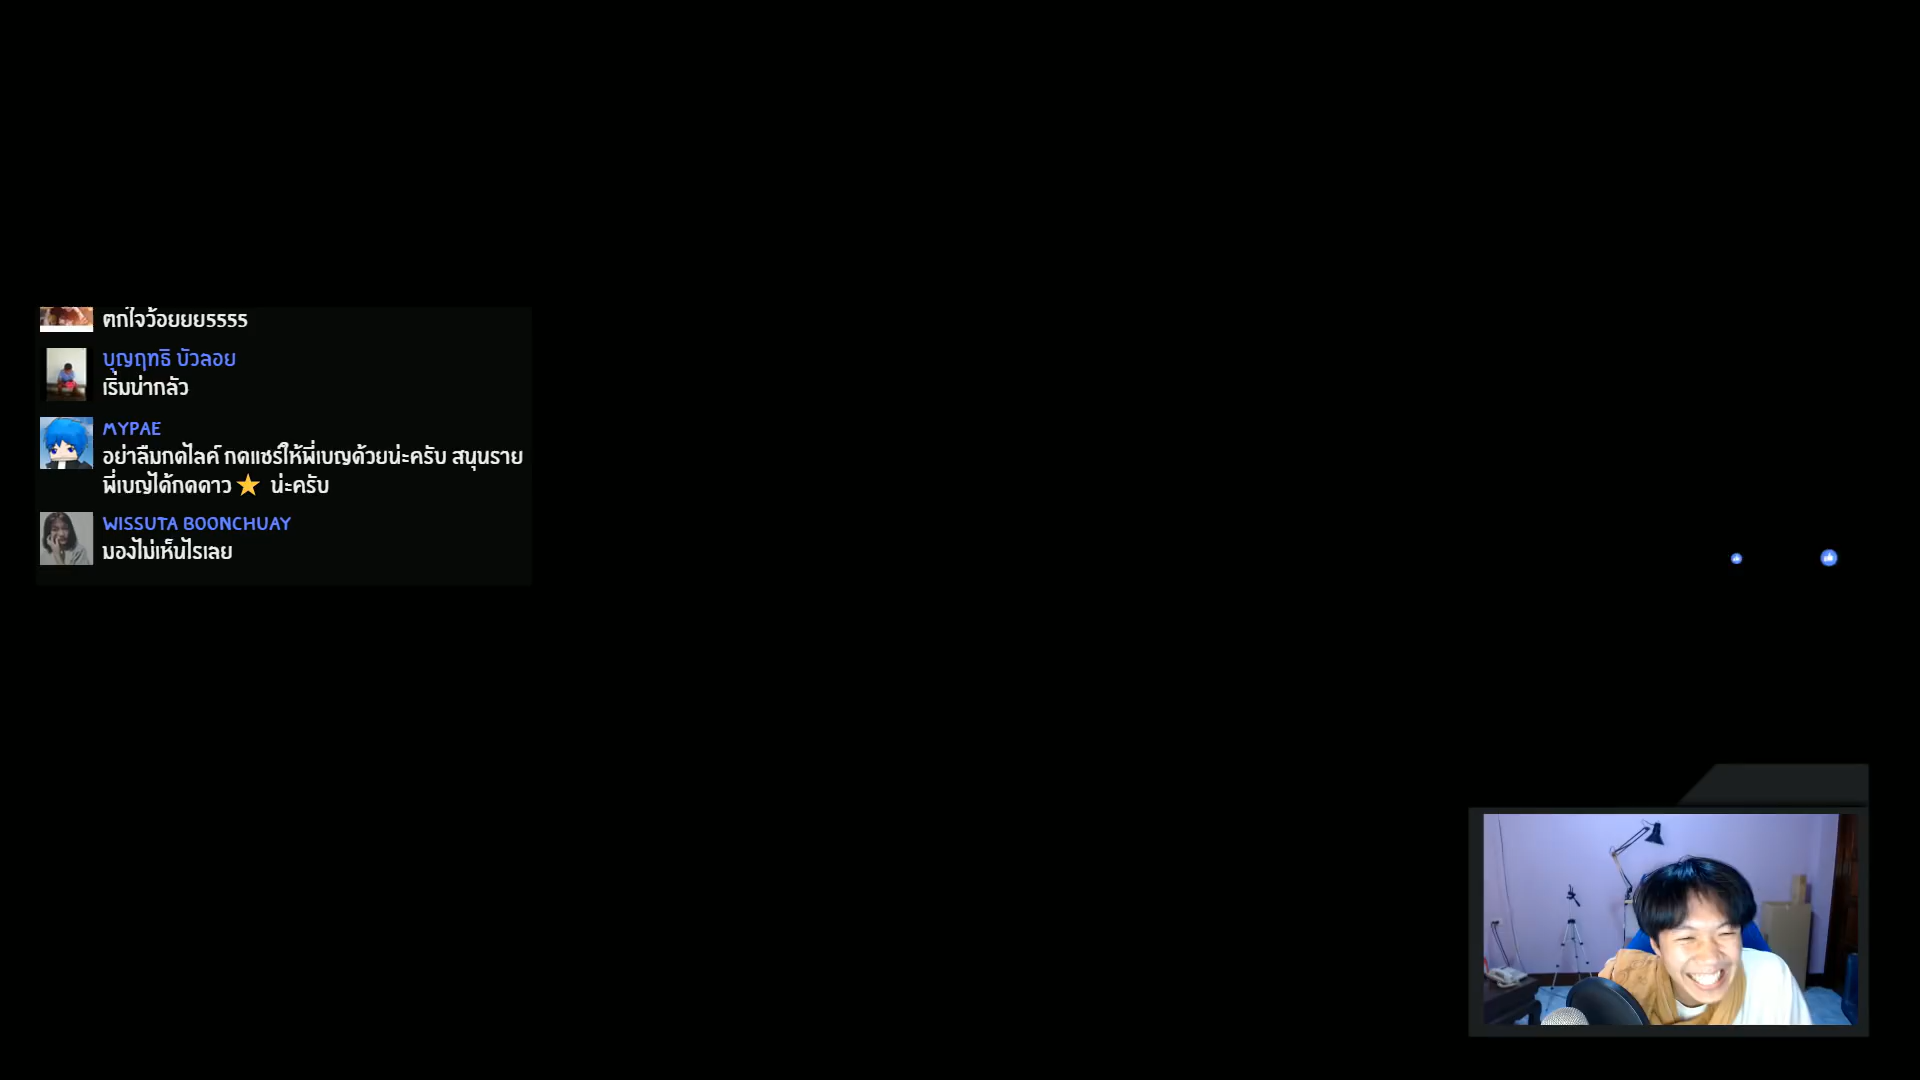 ตกใจว้อยยย5555
บุญฤทธิ บัวลอย
เริ่มน่ากลัว
MYPAE
อย่าลืมกดไลค์ กดแชร์ให้พี่เบญด้วยน่ะครับ สนุนราย
พี่เบญได้กดดาว⭐ น่ะครับ
WISSUTA BOONCHUAY
มองไม่เห็นไรเลย